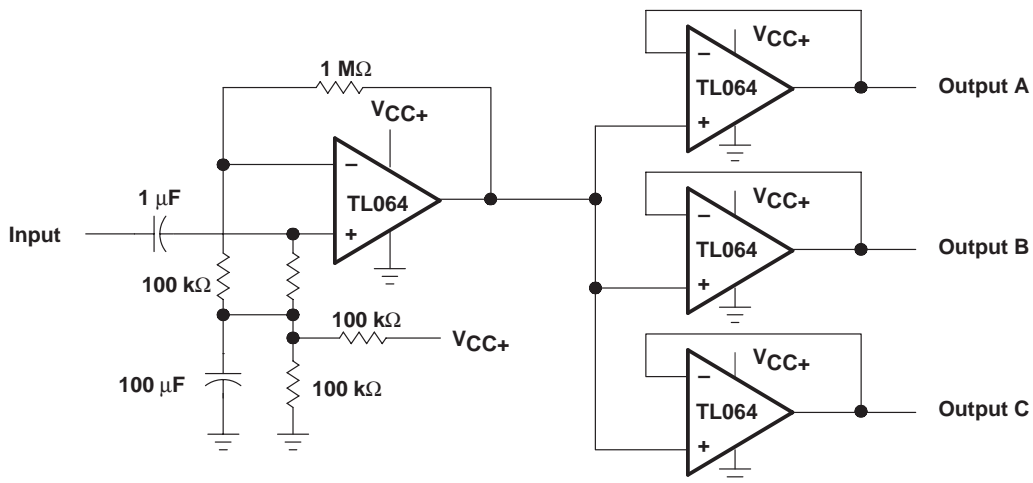 VCC+
TL064
Output A
1 MΩ
VCC+
TL064
1 μF
Input
100 kΩ
100 kΩ
VCC+
100 μF
100 kΩ
VCC+
TL064
Output B
VCC+
TL064
Output C
−
+
−
+
−
+
−
+